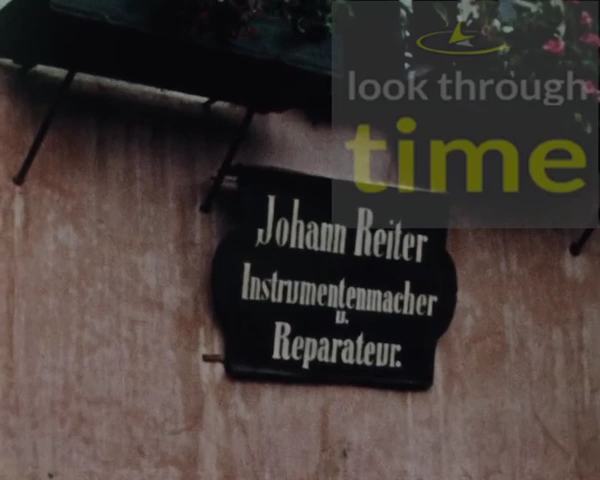 look through
time
Johann Reiter
Instrumentenmacher
u.
Reparateur.